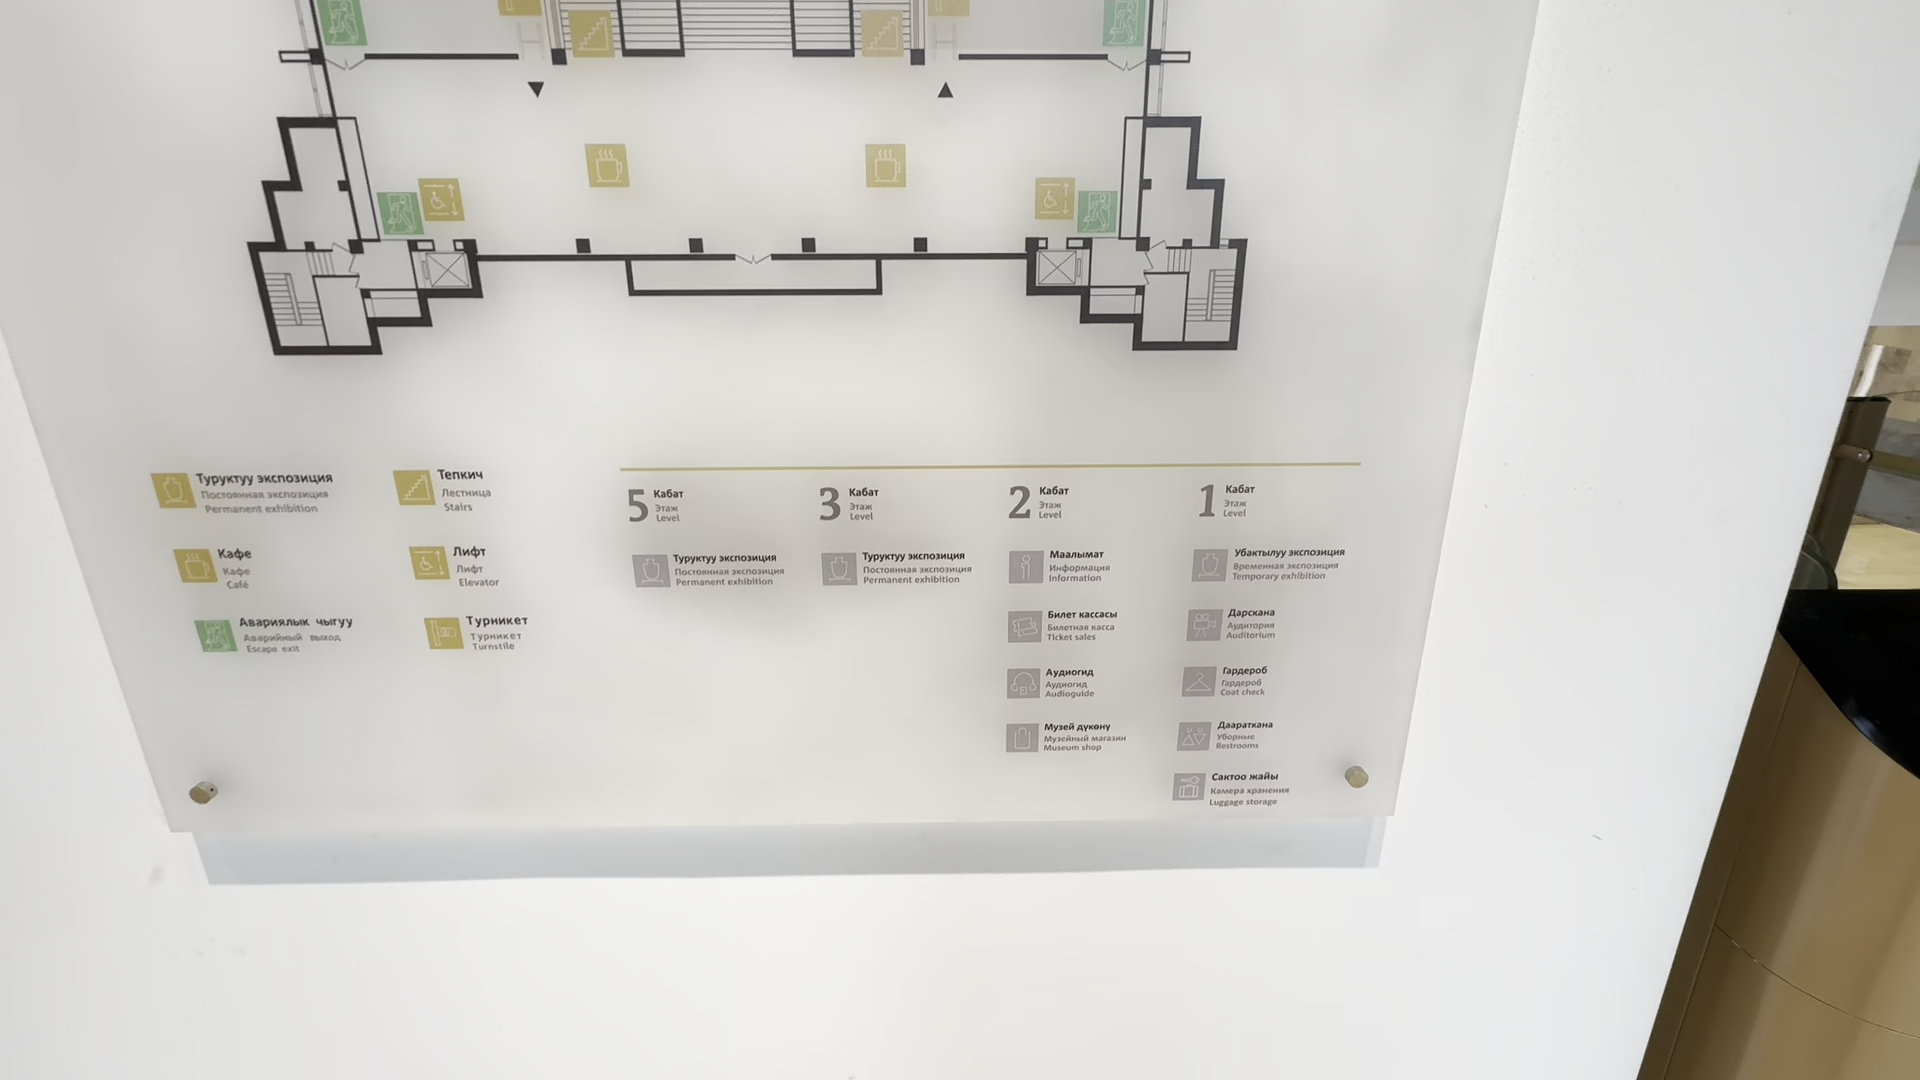 Туруктуу экспозиция
Постоянная экспозиция
Permanent exhibition
Кафе
Кафе
Café
Авариялык чыгуу
Аварийный выход
Escape exit
Тепкич
Лестница
Stairs
Лифт
Лифт
Elevator
Турникет
Турникет
Turnstile
5 Кабат
Этаж
Level
Туруктуу экспозиция
Постоянная экспозиция
Permanent exhibition
3 Кабат
Этаж
Level
Туруктуу экспозиция
Постоянная экспозиция
Permanent exhibition
2 Кабат
Этаж
Level
Маалымат
Информация
Information
Билет кассасы
Билетная касса
Ticket sales
Аудиогид
Аудиогид
Audioguide
Музей дүкөнү
Музейный магазин
Museum shop
1 Кабат
Этаж
Level
Убактылуу экспозиция
Временная экспозиция
Temporary exhibition
Дарскана
Аудитория
Auditorium
Гардероб
Гардероб
Coat check
Даараткана
Уборные
Restrooms
Сактоо жайы
Камера хранения
Luggage storage